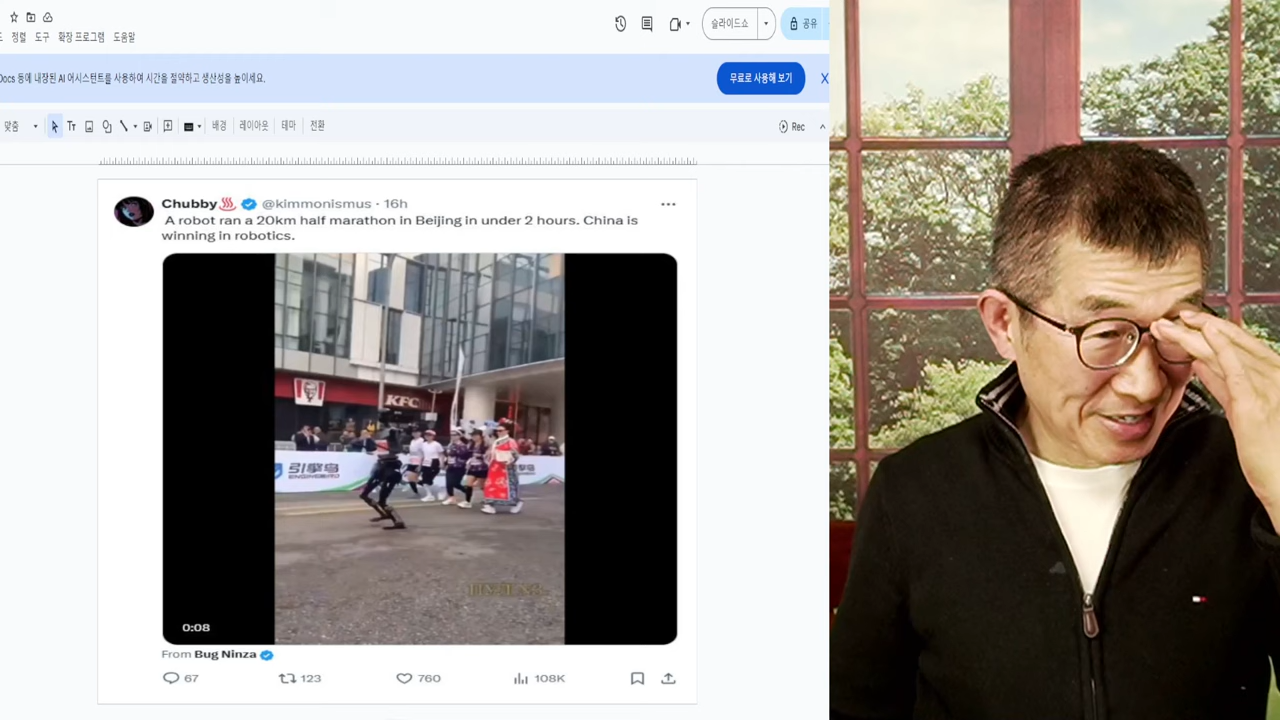 정렬 도구 확장 프로그램 도움말
슬라이드쇼
공유
Docs 등에 내장된 AI 어시스턴트를 사용하여 시간을 절약하고 생산성을 높이세요.
무료로 사용해 보기
X
맞춤
배경 레이아웃 테마 전환
Rec
Chubby @kimmonismus · 16h
A robot ran a 20km half marathon in Beijing in under 2 hours. China is
winning in robotics.
KFC
引擎鸟
0:08
From Bug Ninza
67 123 760 108K